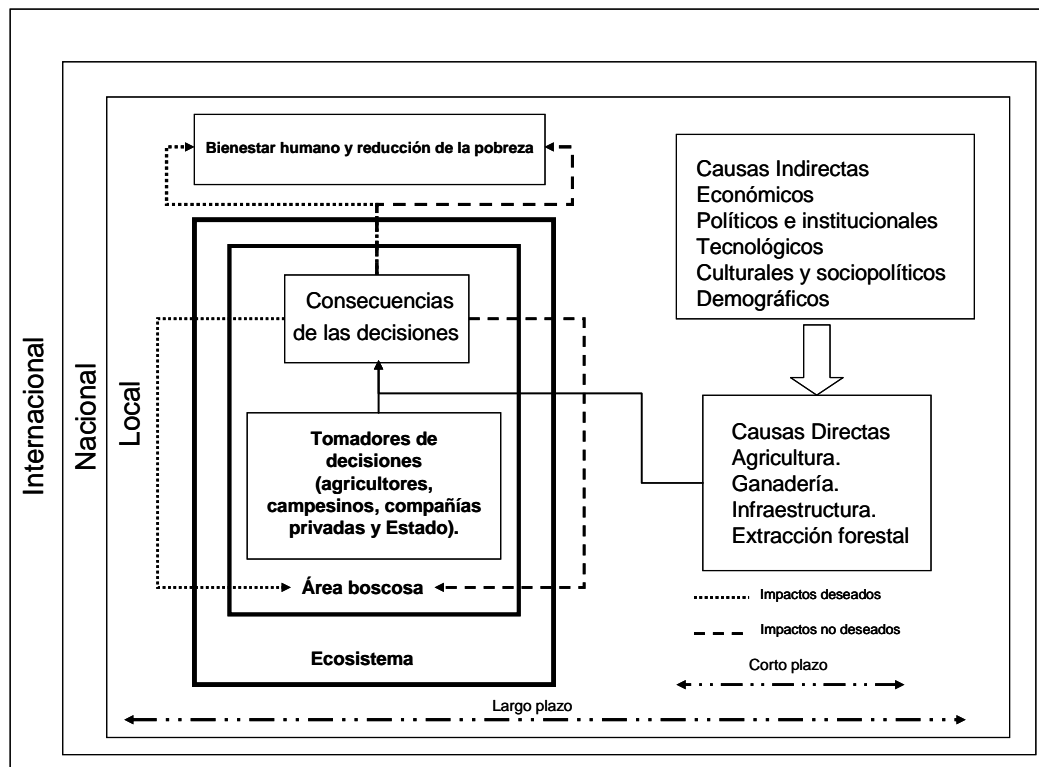 Internacional
Nacional
Local
Bienestar humano y reducción de la pobreza
Consecuencias
de las decisiones
Tomadores de
decisiones
(agricultores,
campesinos, compañías
privadas y Estado).
Área boscosa
Ecosistema
Causas Indirectas
Económicos
Políticos e institucionales
Tecnológicos
Culturales y sociopolíticos
Demográficos
Causas Directas
Agricultura.
Ganadería.
Infraestructura.
Extracción forestal
Impactos deseados
Impactos no deseados
Corto plazo
Largo plazo